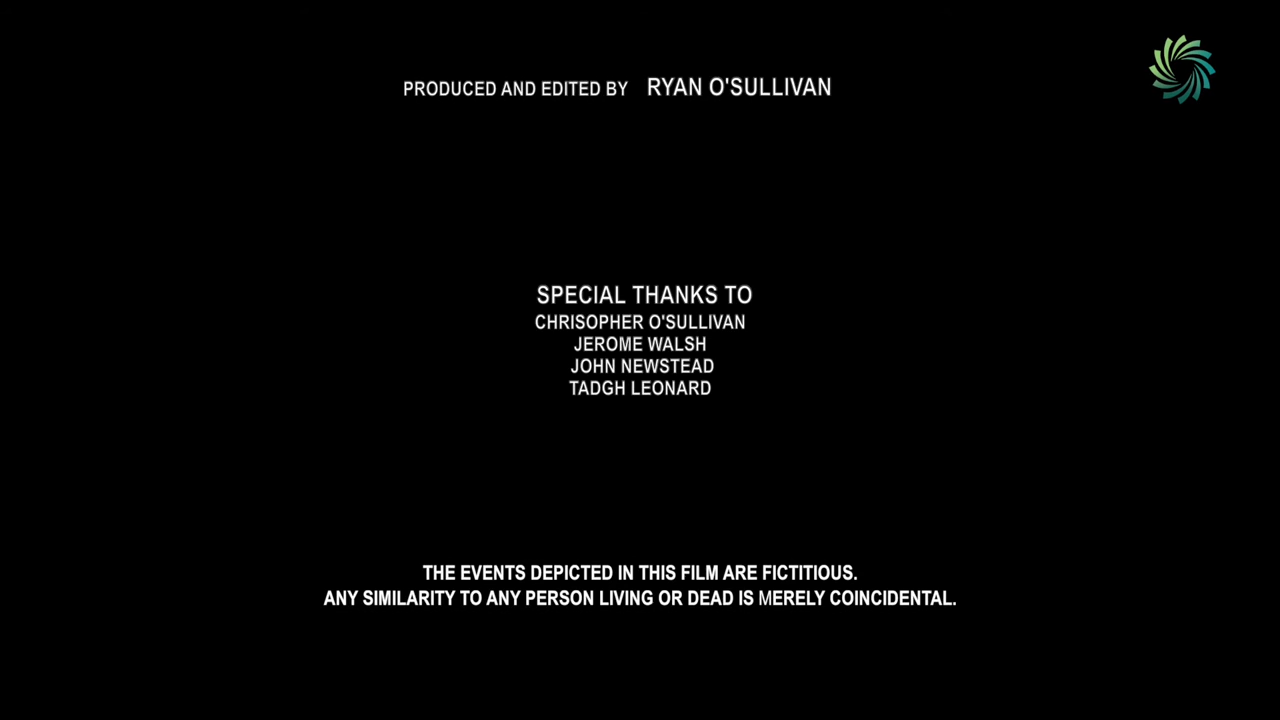 PRODUCED AND EDITED BY RYAN O'SULLIVAN
SPECIAL THANKS TO
CHRISOPHER O'SULLIVAN
JEROME WALSH
JOHN NEWSTEAD
TADGH LEONARD
THE EVENTS DEPICTED IN THIS FILM ARE FICTITIOUS.
ANY SIMILARITY TO ANY PERSON LIVING OR DEAD IS MERELY COINCIDENTAL.